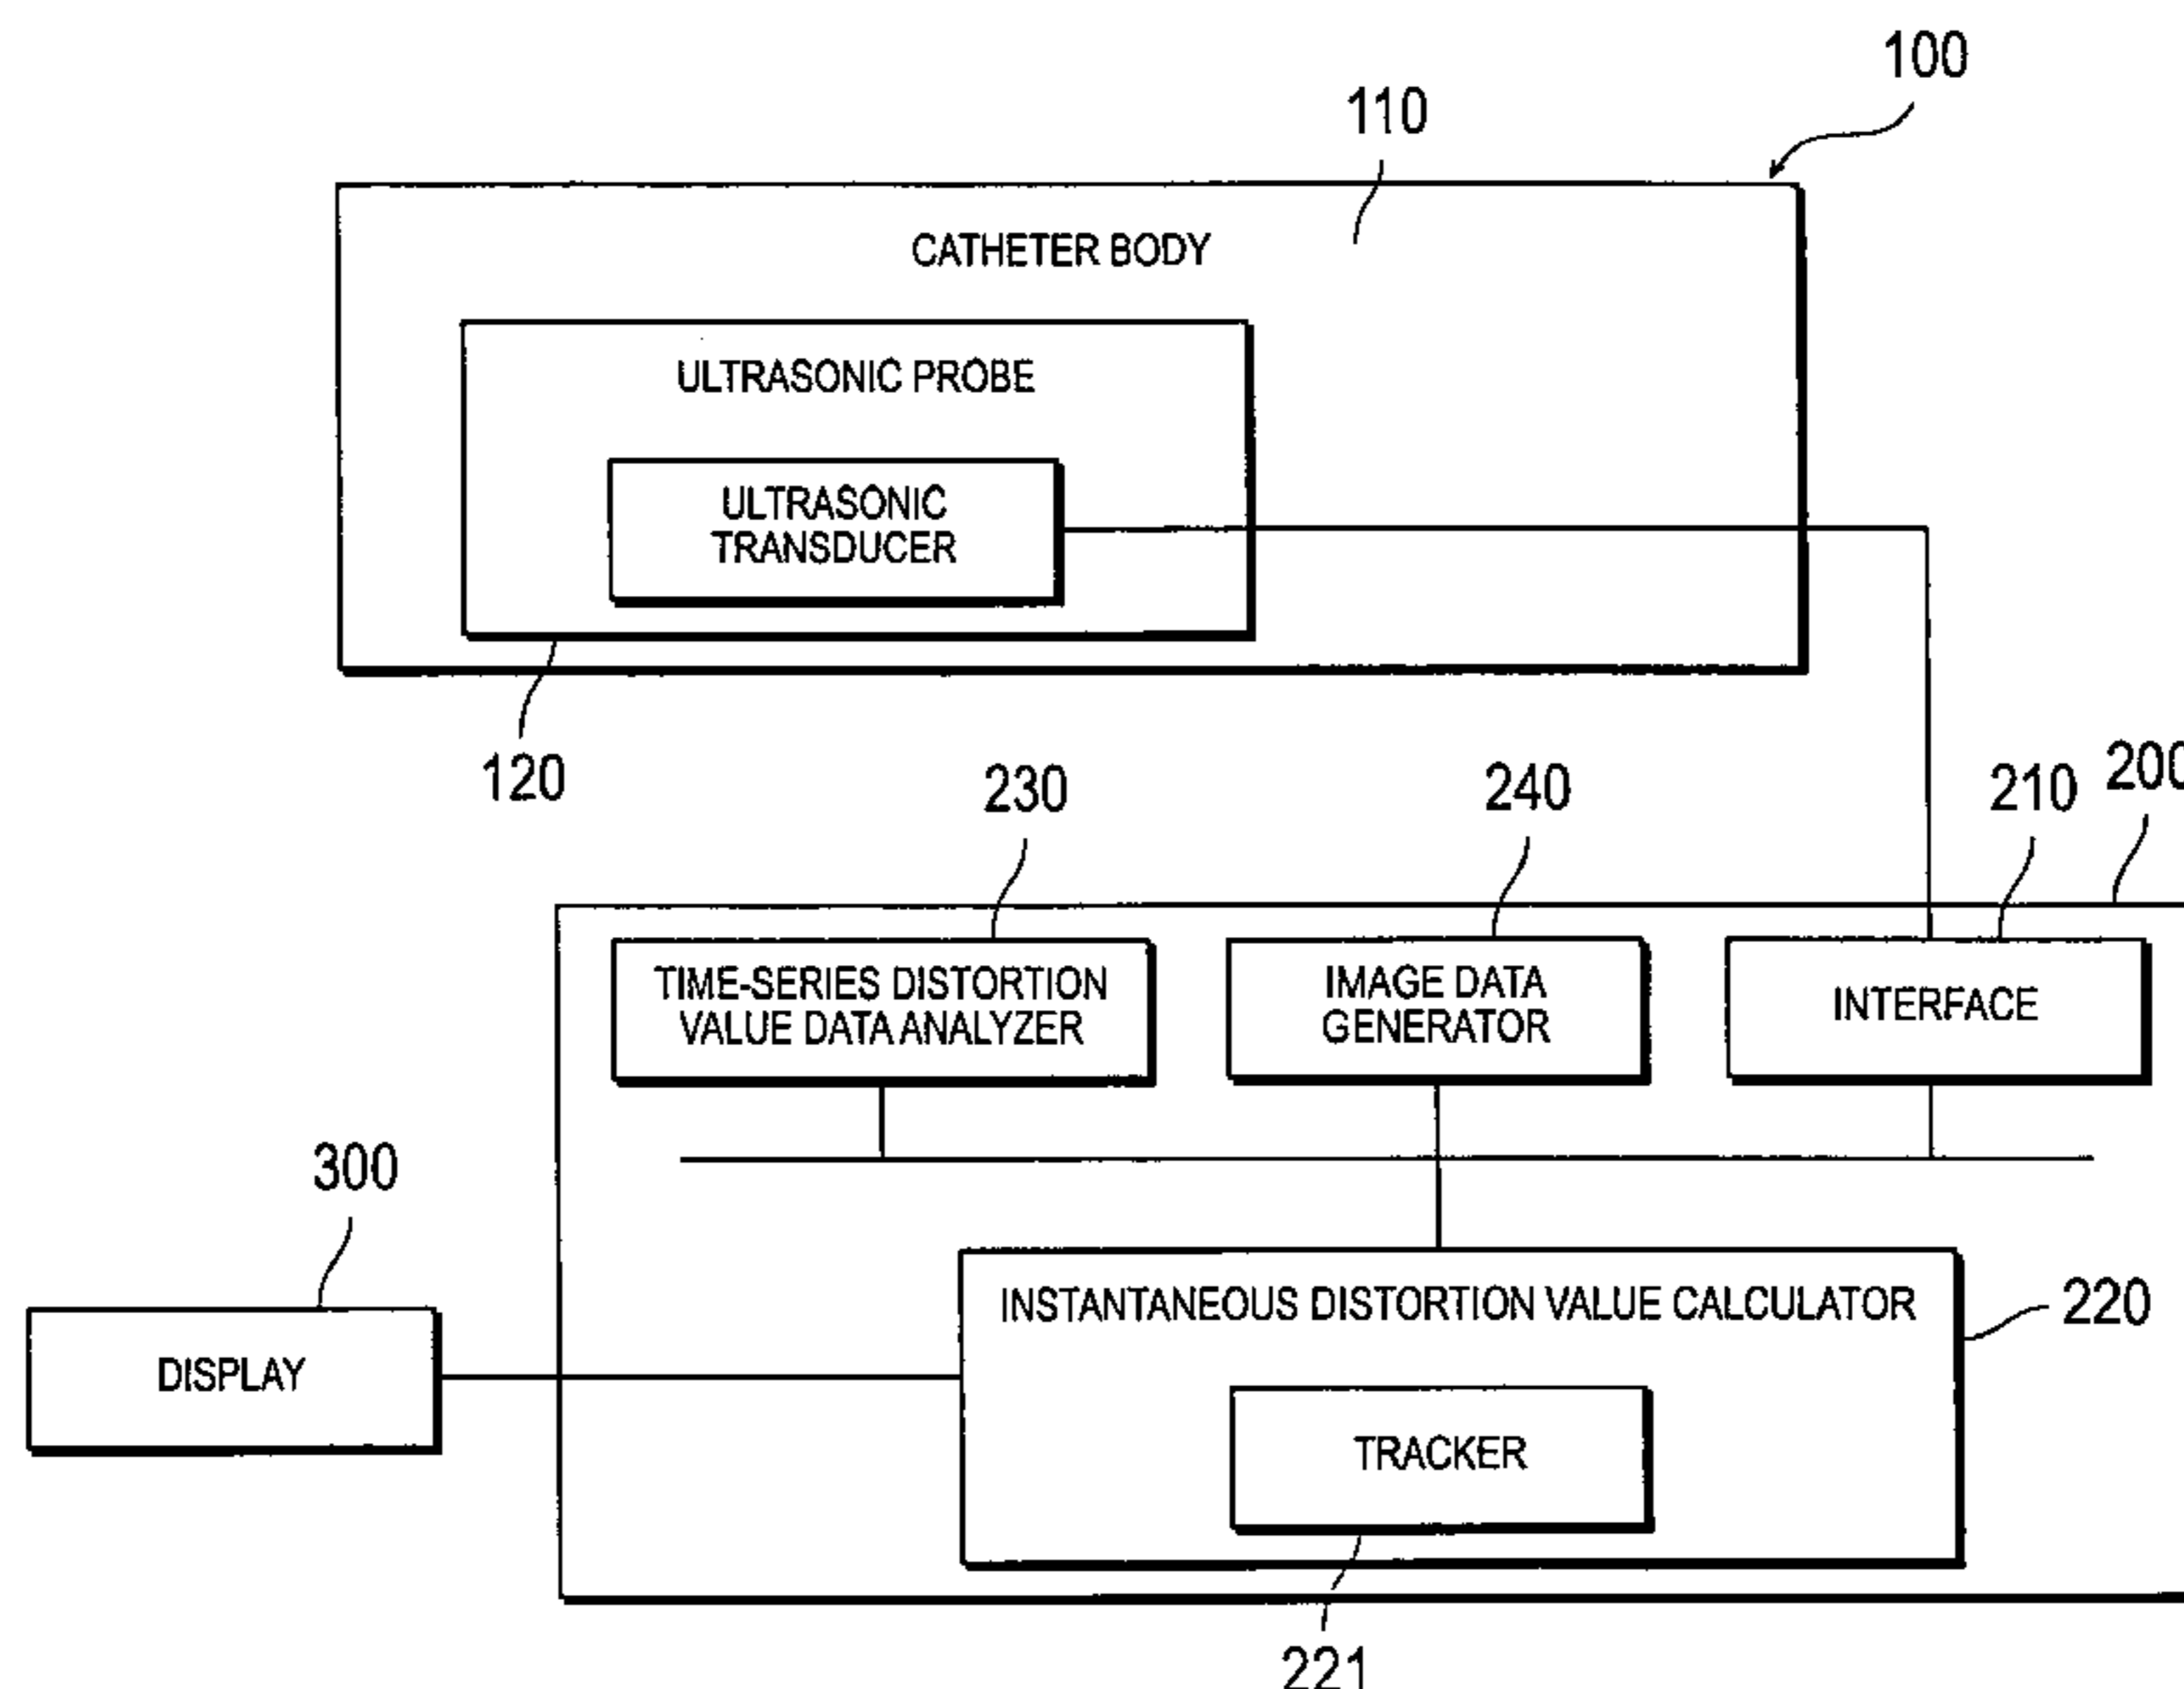 100
110
CATHETER BODY
ULTRASONIC PROBE
ULTRASONIC
TRANSDUCER
120
230
240
210
200
TIME-SERIES DISTORTION
VALUE DATA ANALYZER
IMAGE DATA
GENERATOR
INTERFACE
300
DISPLAY
INSTANTANEOUS DISTORTION VALUE CALCULATOR
220
TRACKER
221